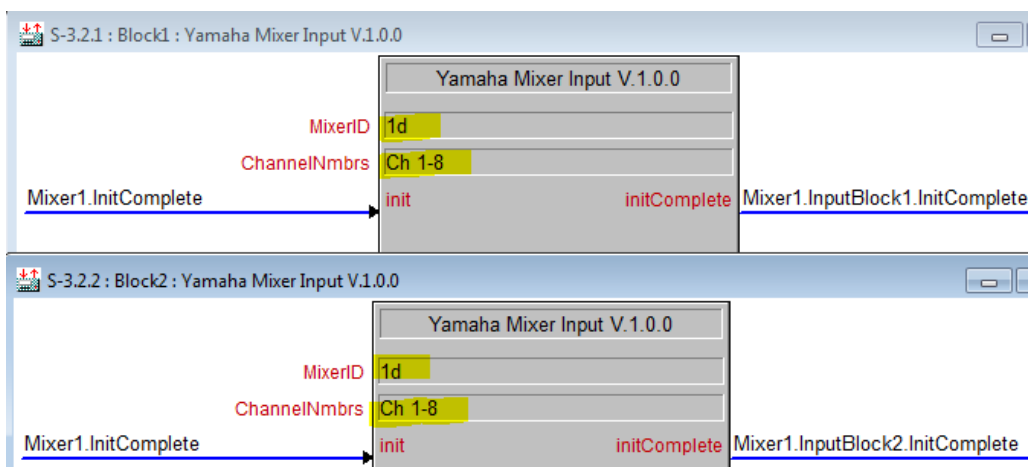 S-3.2.1 : Block1 : Yamaha Mixer Input V.1.0.0
Yamaha Mixer Input V.1.0.0
MixerID 1d
ChannelNmbrs Ch 1-8
Mixer1.InitComplete init initComplete Mixer1.InputBlock1.InitComplete
S-3.2.2 : Block2 : Yamaha Mixer Input V.1.0.0
Yamaha Mixer Input V.1.0.0
MixerID 1d
ChannelNmbrs Ch 1-8
Mixer1.InitComplete init initComplete Mixer1.InputBlock2.InitComplete